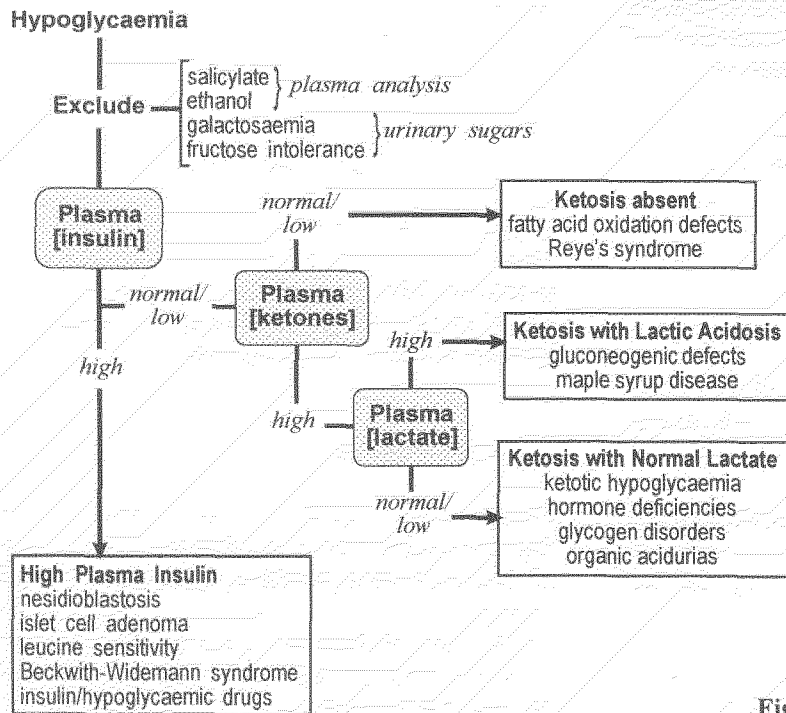 Hypoglycaemia
Exclude
salicylate
ethanol
plasma analysis
galactosaemia
fructose intolerance
urinary sugars
Plasma
[insulin]
normal/
low
Ketosis absent
fatty acid oxidation defects
Reye's syndrome
normal/
low
Plasma
[ketones]
high
high
Ketosis with Lactic Acidosis
gluconeogenic defects
maple syrup disease
high
Plasma
[lactate]
normal/
low
Ketosis with Normal Lactate
ketotic hypoglycaemia
hormone deficiencies
glycogen disorders
organic acidurias
High Plasma Insulin
nesidioblastosis
islet cell adenoma
leucine sensitivity
Beckwith-Widemann syndrome
insulin/hypoglycaemic drugs
Fis